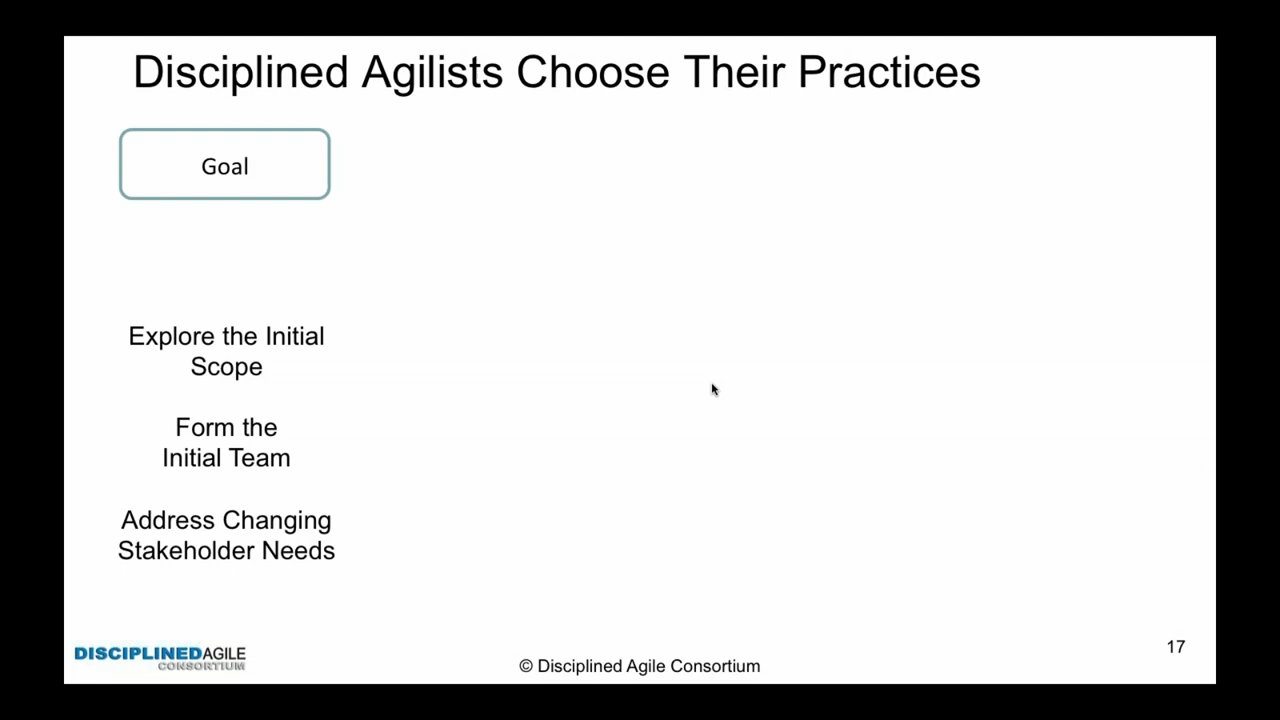 Disciplined Agilists Choose Their Practices
Goal
Explore the Initial
Scope
Form the
Initial Team
Address Changing
Stakeholder Needs
DISCIPLINEDAGILE
CONSORTIUM
© Disciplined Agile Consortium
17